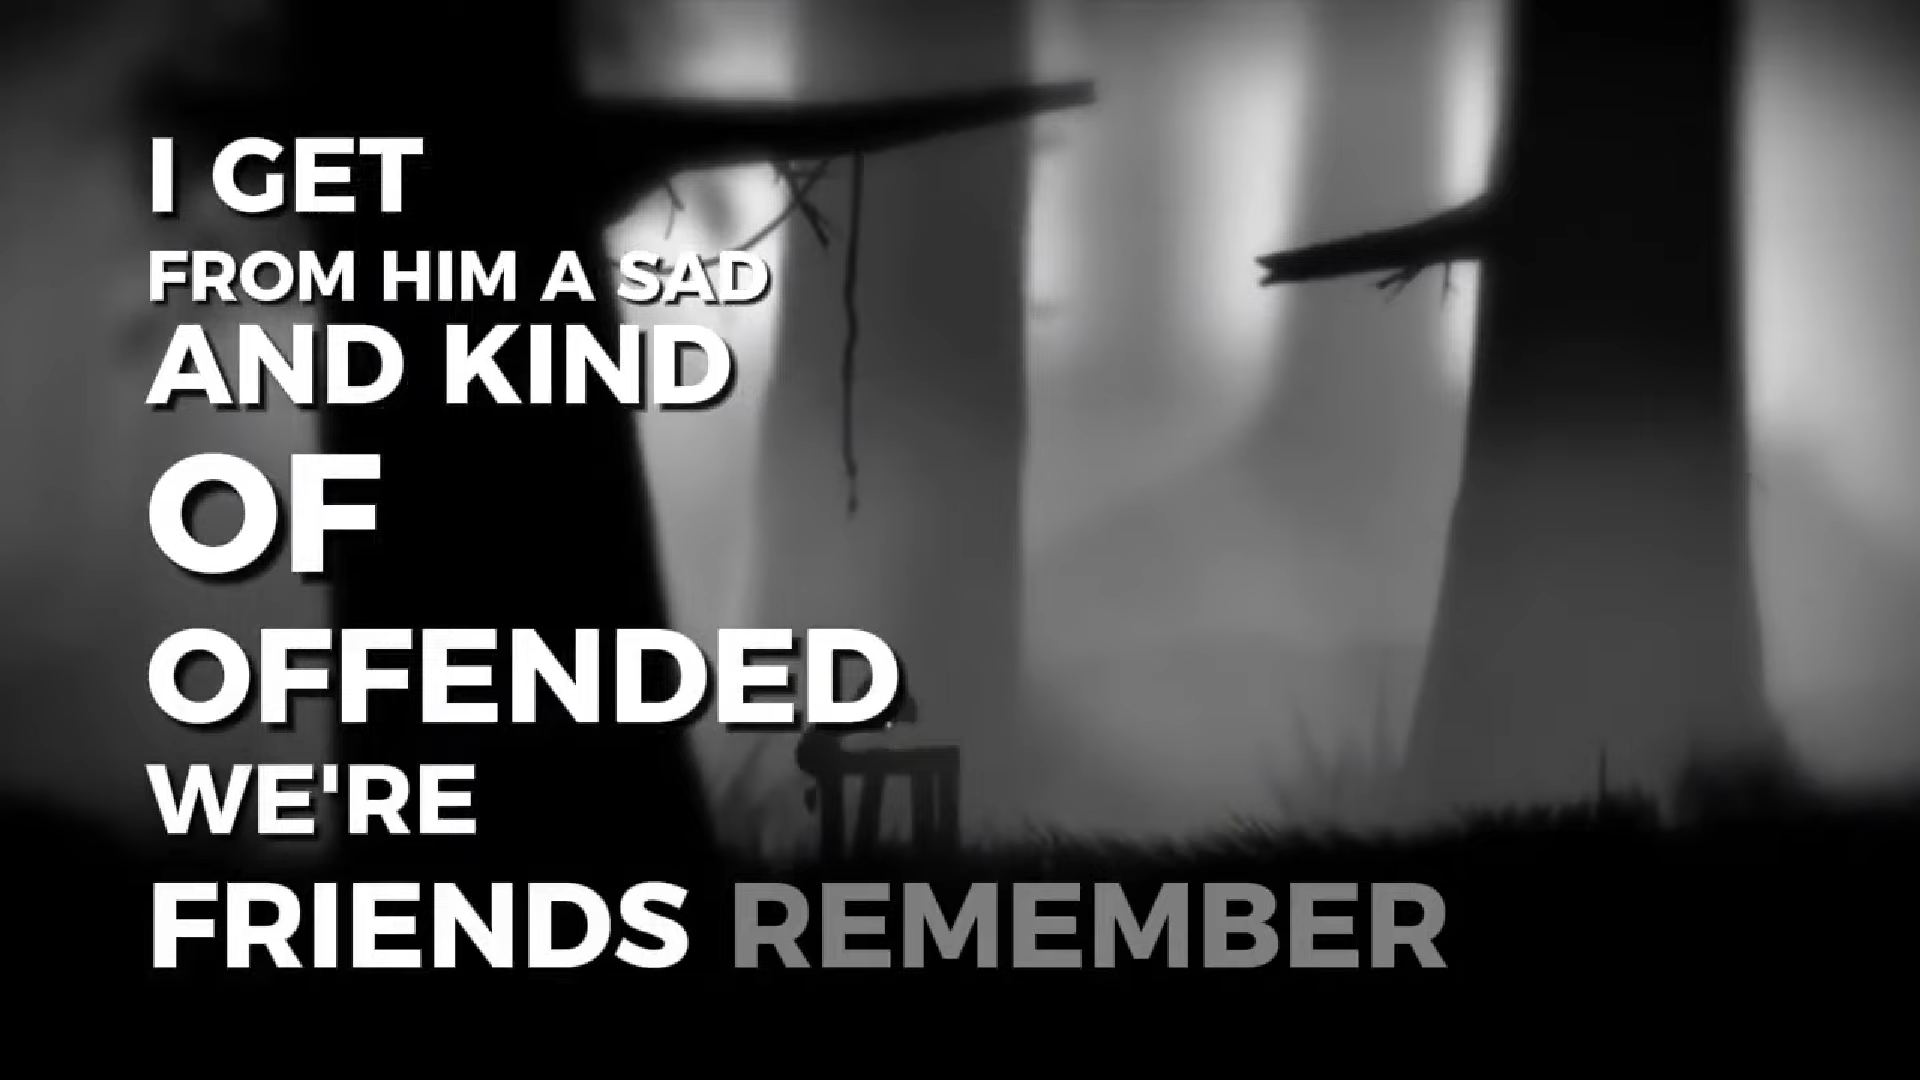 I GET
FROM HIM A SAD
AND KIND
OF
OFFENDED
WE'RE
FRIENDS REMEMBER